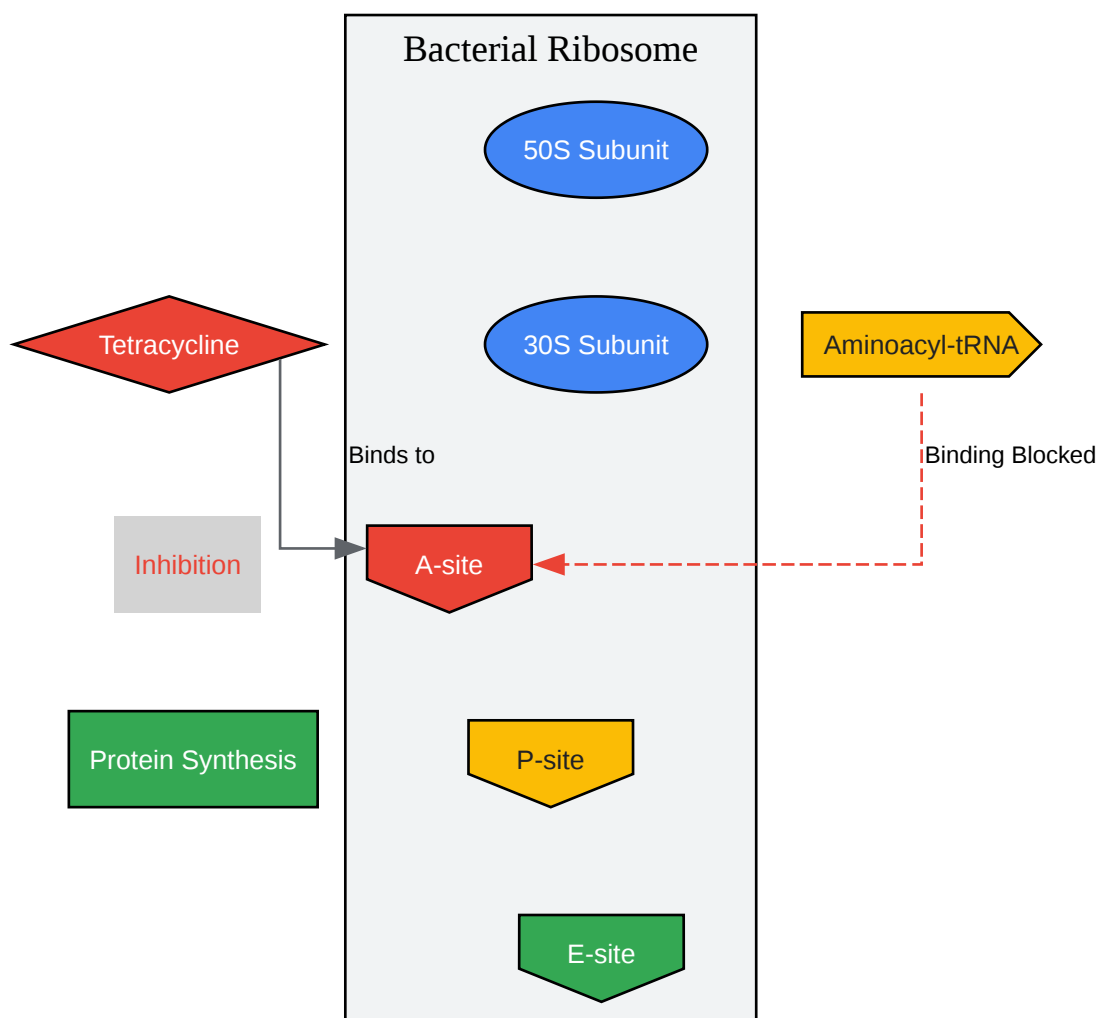 Bacterial Ribosome
50S Subunit
Tetracycline
30S Subunit
Aminoacyl-tRNA
Binds to
Binding Blocked
Inhibition
A-site
Protein Synthesis
P-site
E-site